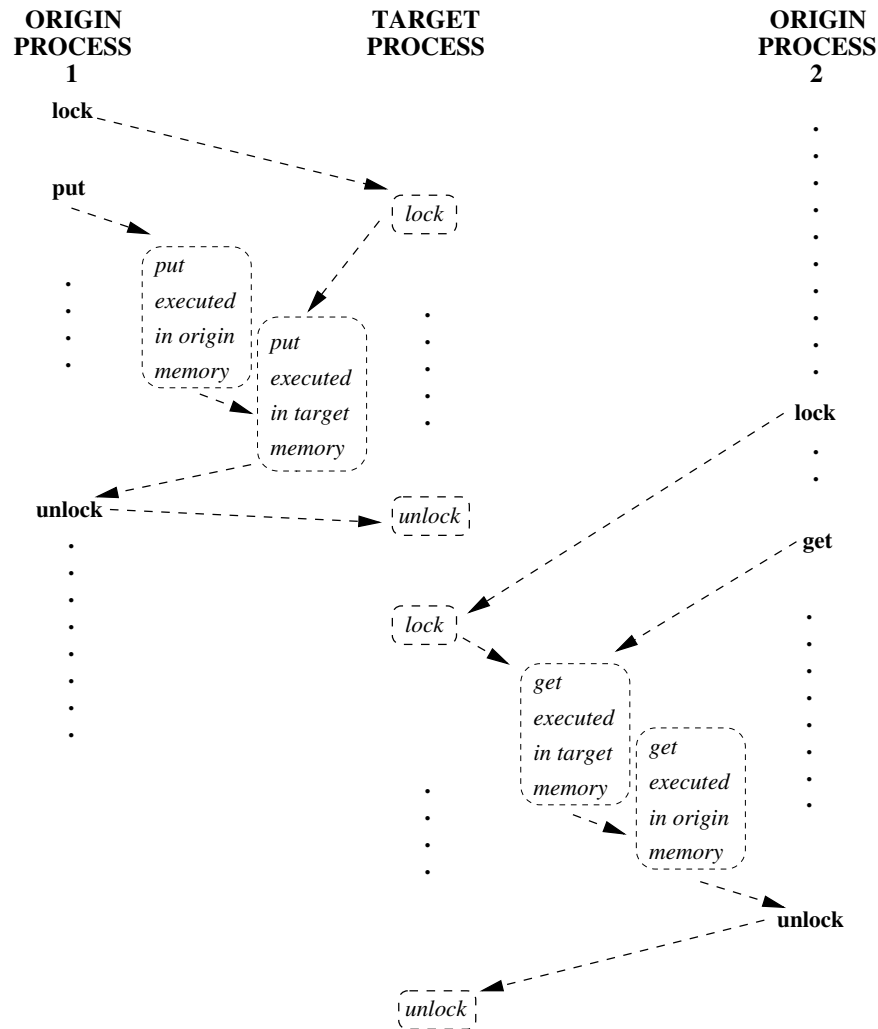 ORIGIN
PROCESS
1
TARGET
PROCESS
ORIGIN
PROCESS
2
lock
put
lock
put
executed
in origin
memory
put
executed
in target
memory
lock
unlock
unlock
get
lock
get
executed
in target
memory
get
executed
in origin
memory
unlock
unlock